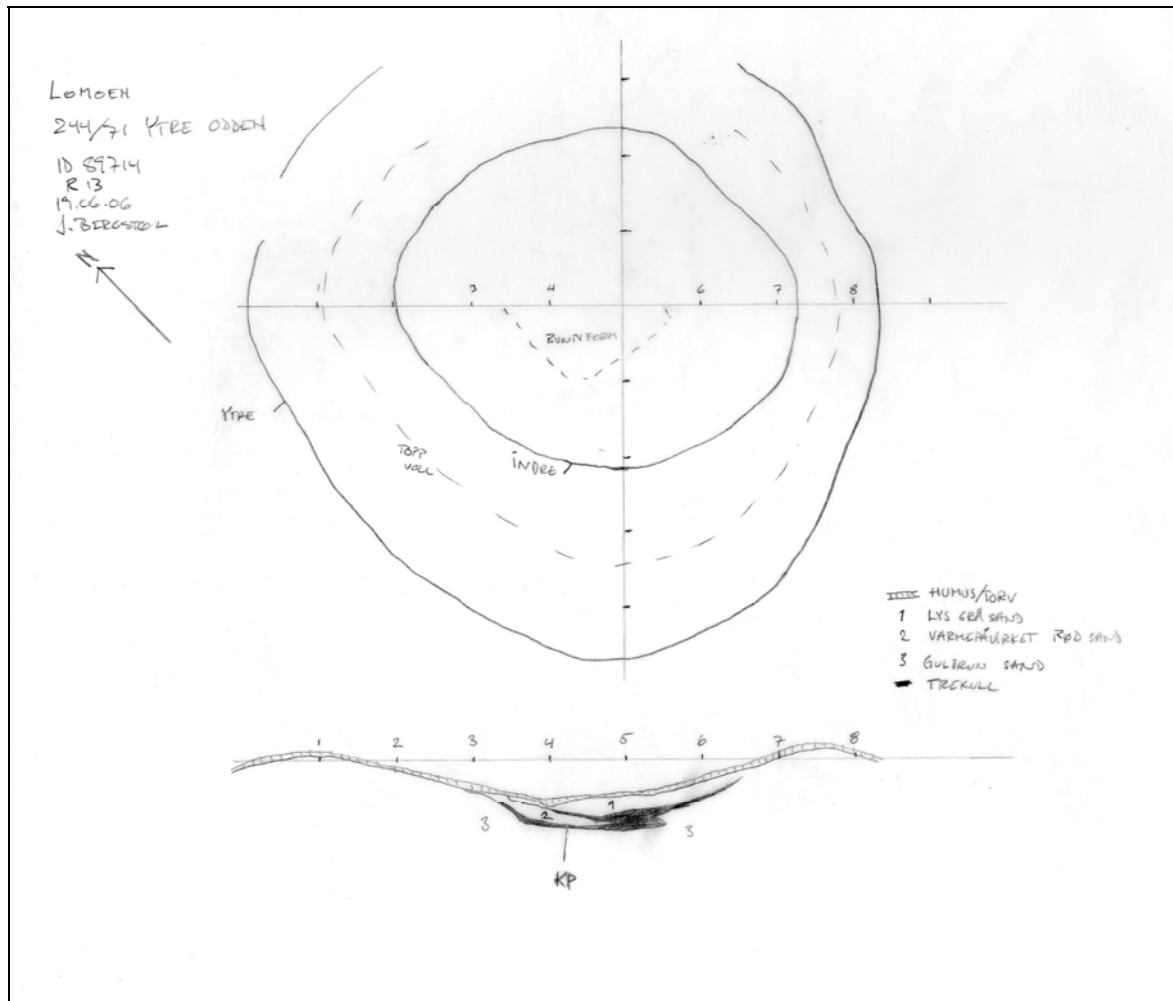 LOMOEN
244/71 YTRE ODDEN
ID 89714
R 13
19.06.06
J. BERGSTØL
N
3 4 6 7 8
BUNNFORM
YTRE
TOPP
VOLL
INDRE
HUMUS/TORV
1 LYS GRÅ SAND
2 VARMEPÅVIRKET RØD SAND
3 GULBRUN SAND
TREKULL
1 2 3 4 5 6 7 8
1
2
3 3
KP